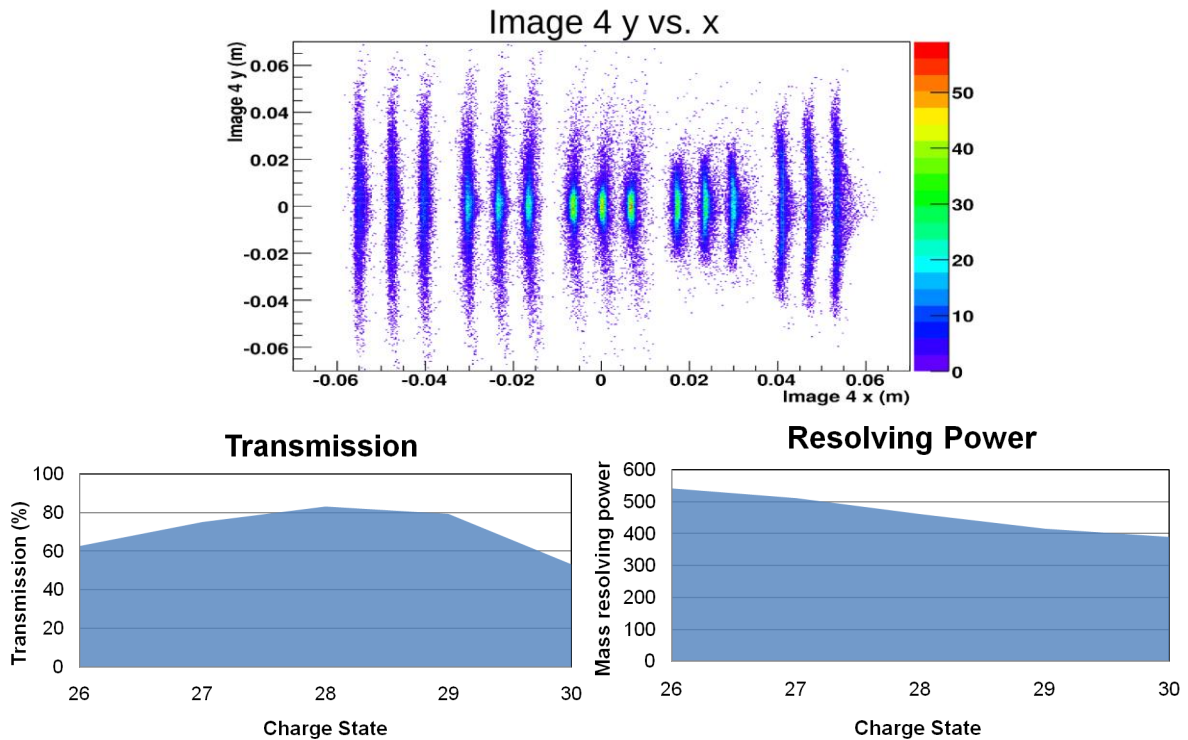 Image 4 y vs. x
Image 4 y (m)
0.06
0.04
0.02
0
-0.02
-0.04
-0.06
-0.06 -0.04 -0.02 0 0.02 0.04 0.06
Image 4 x (m)
50
40
30
20
10
0
Transmission
Transmission (%)
100
80
60
40
20
0
26 27 28 29 30
Charge State
Resolving Power
Mass resolving power
600
500
400
300
200
100
0
26 27 28 29 30
Charge State